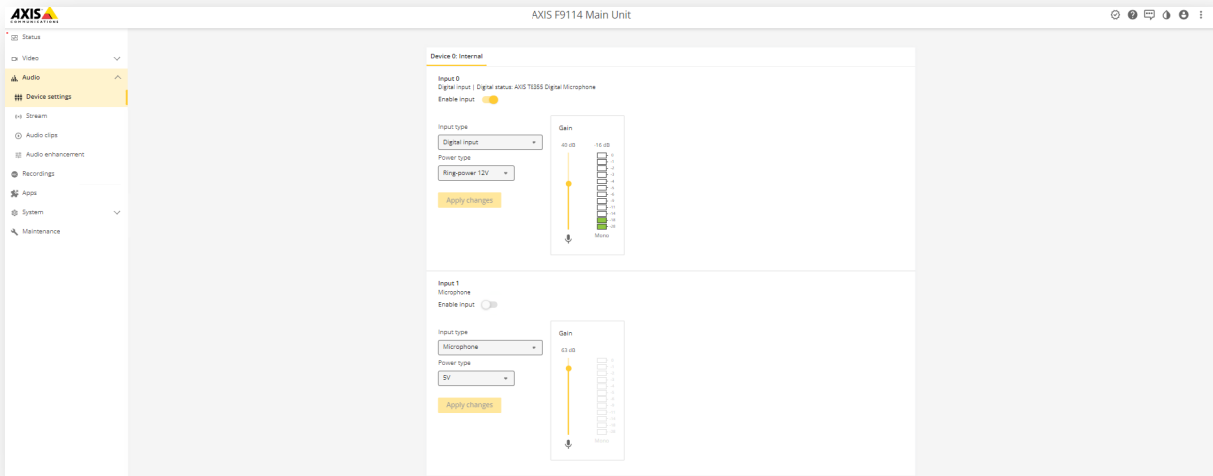 AXIS
COMMUNICATIONS
AXIS F9114 Main Unit
Status
Video
Audio
Device settings
Stream
Audio clips
Audio enhancement
Recordings
Apps
System
Maintenance
Device 0: Internal
Input 0
Digital input | Digital status: AXIS T8355 Digital Microphone
Enable input
Input type
Digital input
Power type
Ring-power 12V
Apply changes
Gain
-40 dB
-16 dB
Mono
Input 1
Microphone
Enable input
Input type
Microphone
Power type
5V
Apply changes
Gain
63 dB
Mono